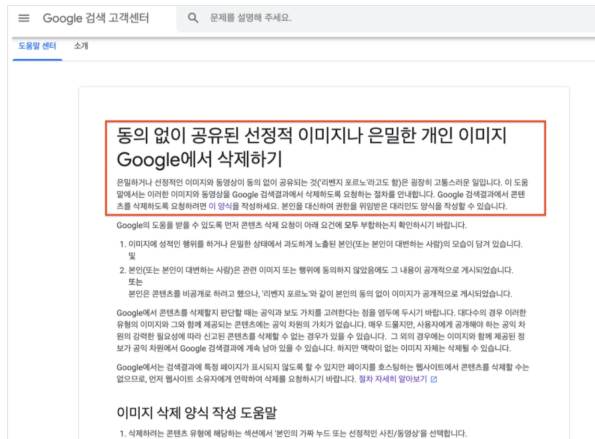 Google 검색 고객센터
문제를 설명해 주세요.
도움말 센터
소개
동의 없이 공유된 선정적 이미지나 은밀한 개인 이미지
Google에서 삭제하기
은밀하거나 선정적인 이미지와 동영상이 동의 없이 공유되는 것('리벤지 포르노'라고도 함)은 굉장히 고통스러운 일입니다. 이 도움
말에서는 이러한 이미지와 동영상을 Google 검색결과에서 삭제하도록 요청하는 절차를 안내합니다. Google 검색결과에서 콘텐
츠를 삭제하도록 요청하려면 이 양식을 작성하세요. 본인을 대신하여 권한을 위임받은 대리인도 양식을 작성할 수 있습니다.
Google의 도움을 받을 수 있도록 먼저 콘텐츠 삭제 요청이 아래 요건에 모두 부합하는지 확인하시기 바랍니다.
1. 이미지에 성적인 행위를 하거나 은밀한 상태에서 과도하게 노출된 본인(또는 본인이 대변하는 사람)의 모습이 담겨 있습니다.
및
2. 본인(또는 본인이 대변하는 사람)은 관련 이미지 또는 행위에 동의하지 않았음에도 그 내용이 공개적으로 게시되었습니다.
또는
본인은 콘텐츠를 비공개로 하려고 했으나, '리벤지 포르노'와 같이 본인의 동의 없이 이미지가 공개적으로 게시되었습니다.
Google에서 콘텐츠를 삭제할지 판단할 때는 공익과 보도 가치를 고려한다는 점을 염두에 두시기 바랍니다. 대다수의 경우 이러한
유형의 이미지와 그와 함께 제공되는 콘텐츠에는 공익 차원의 가치가 없습니다. 매우 드물지만, 사용자에게 공개해야 하는 공익 차
원의 강력한 필요성에 따라 신고된 콘텐츠를 삭제할 수 없는 경우가 있을 수 있습니다. 그 외의 경우에는 이미지와 함께 제공된 정
보가 공익 차원에서 Google 검색결과에 계속 남아 있을 수 있습니다. 하지만 맥락이 없는 이미지 자체는 삭제될 수 있습니다.
Google에서는 검색결과에 특정 페이지가 표시되지 않도록 할 수 있지만 페이지를 호스팅하는 웹사이트에서 콘텐츠를 삭제할 수는
없으므로, 먼저 웹사이트 소유자에게 연락하여 삭제를 요청하시기 바랍니다. 절차 자세히 알아보기
이미지 삭제 양식 작성 도움말
1. 삭제하려는 콘텐츠 유형에 해당하는 섹션에서 '본인의 가짜 누드 또는 선정적인 사진/동영상'을 선택합니다.